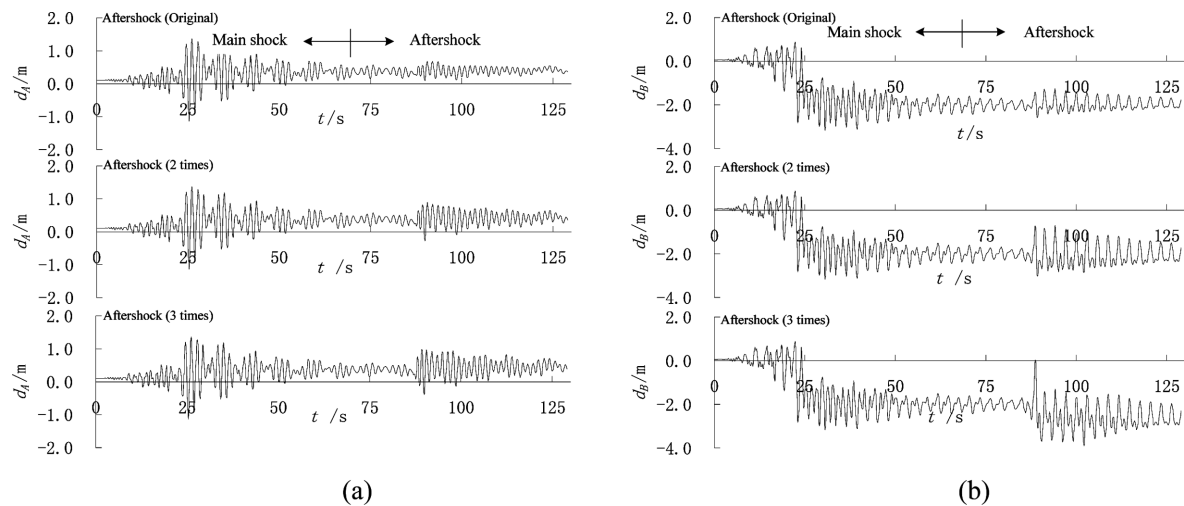 Aftershock (Original)
2.0
1.0
0.0
−1.0
−2.0
d_A/m
Main shock
Aftershock
0
25
50
75
100
125
t/s
Aftershock (2 times)
2.0
1.0
0.0
−1.0
−2.0
d_A/m
0
25
50
75
100
125
t /s
Aftershock (3 times)
2.0
1.0
0.0
−1.0
−2.0
d_A/m
0
25
50
75
100
125
t /s
(a)
Aftershock (Original)
2.0
0.0
−2.0
−4.0
d_B/m
Main shock
Aftershock
0
25
50
75
100
125
t/s
Aftershock (2 times)
2.0
0.0
−2.0
−4.0
d_B/m
0
25
50
75
100
125
t /s
Aftershock (3 times)
2.0
0.0
−2.0
−4.0
d_B/m
0
25
50
75
100
125
t /s
(b)